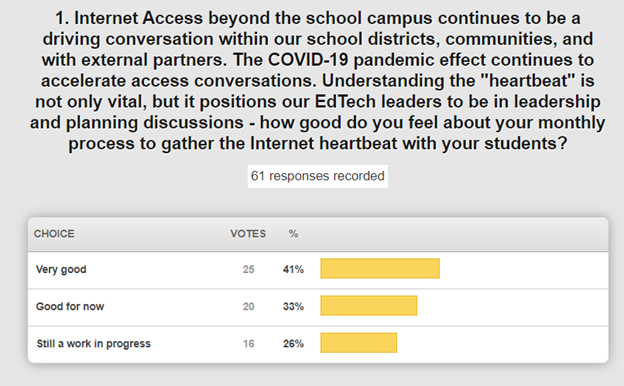 1. Internet Access beyond the school campus continues to be a
driving conversation within our school districts, communities, and
with external partners. The COVID-19 pandemic effect continues to
accelerate access conversations. Understanding the "heartbeat" is
not only vital, but it positions our EdTech leaders to be in leadership
and planning discussions - how good do you feel about your monthly
process to gather the Internet heartbeat with your students?
61 responses recorded
CHOICE VOTES %
Very good 25 41%
Good for now 20 33%
Still a work in progress 16 26%